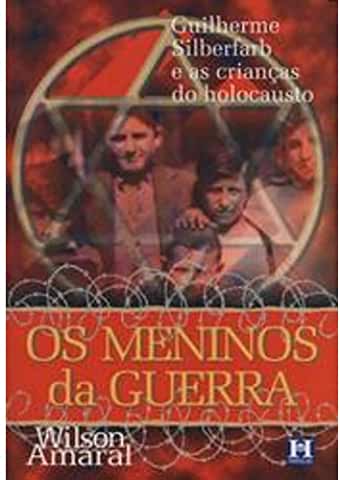 Guilherme
Silberfarb
e as crianças
do holocausto
OS MENINOS
da GUERRA
Wilson
Amaral
H